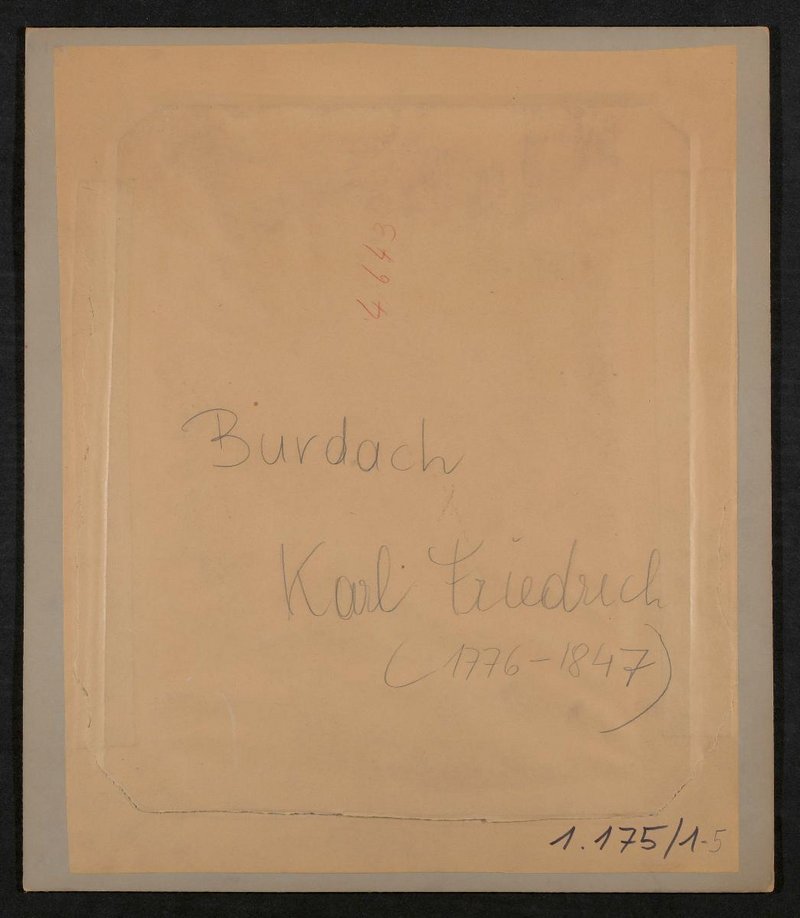 4643
Burdach
Karl Friedrich
(1776-1847)
1.175/1-5